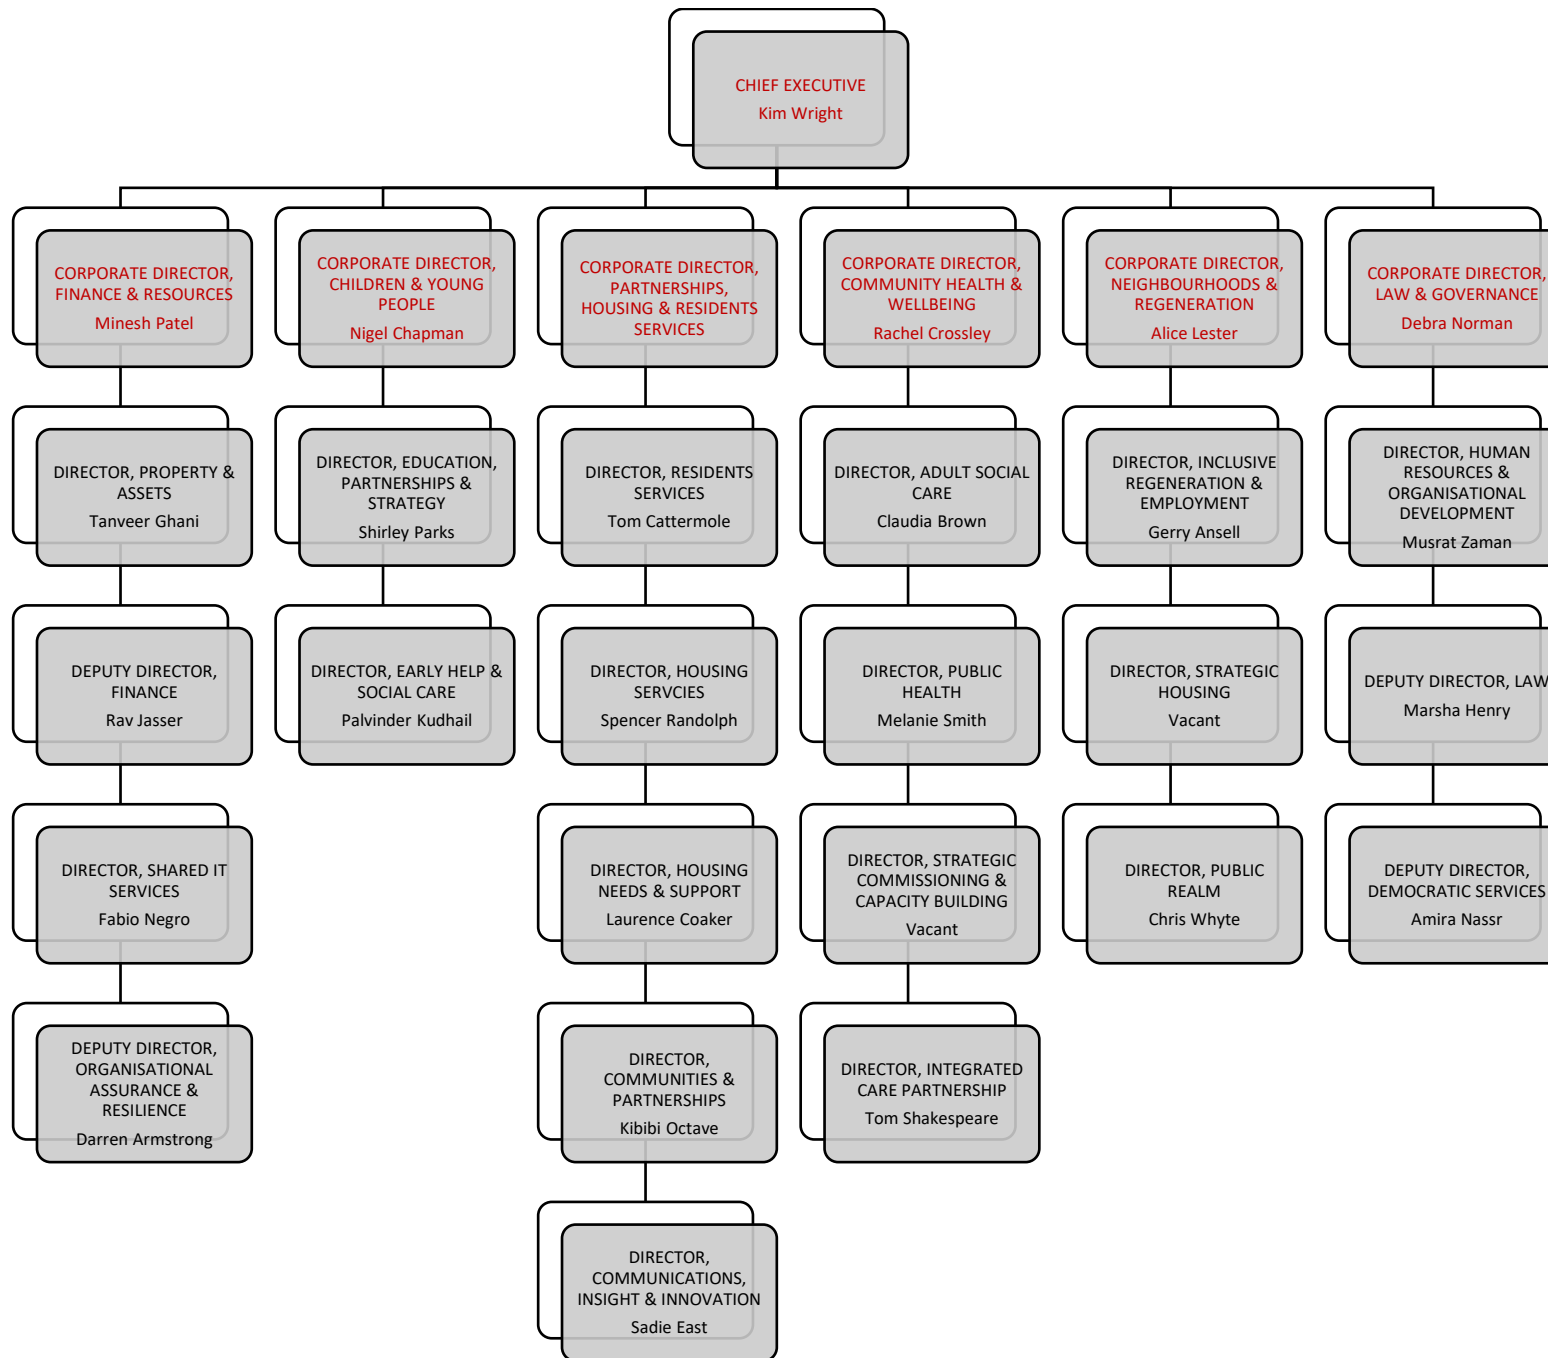 CHIEF EXECUTIVE
Kim Wright
CORPORATE DIRECTOR,
FINANCE & RESOURCES
Minesh Patel
CORPORATE DIRECTOR,
CHILDREN & YOUNG
PEOPLE
Nigel Chapman
CORPORATE DIRECTOR,
PARTNERSHIPS,
HOUSING & RESIDENTS
SERVICES
CORPORATE DIRECTOR,
COMMUNITY HEALTH &
WELLBEING
Rachel Crossley
CORPORATE DIRECTOR,
NEIGHBOURHOODS &
REGENERATION
Alice Lester
CORPORATE DIRECTOR,
LAW & GOVERNANCE
Debra Norman
DIRECTOR, PROPERTY &
ASSETS
Tanveer Ghani
DIRECTOR, EDUCATION,
PARTNERSHIPS &
STRATEGY
Shirley Parks
DIRECTOR, RESIDENTS
SERVICES
Tom Cattermole
DIRECTOR, ADULT SOCIAL
CARE
Claudia Brown
DIRECTOR, INCLUSIVE
REGENERATION &
EMPLOYMENT
Gerry Ansell
DIRECTOR, HUMAN
RESOURCES &
ORGANISATIONAL
DEVELOPMENT
Musrat Zaman
DEPUTY DIRECTOR,
FINANCE
Rav Jasser
DIRECTOR, EARLY HELP &
SOCIAL CARE
Palvinder Kudhail
DIRECTOR, HOUSING
SERVCIES
Spencer Randolph
DIRECTOR, PUBLIC
HEALTH
Melanie Smith
DIRECTOR, STRATEGIC
HOUSING
Vacant
DEPUTY DIRECTOR, LAW
Marsha Henry
DIRECTOR, SHARED IT
SERVICES
Fabio Negro
DIRECTOR, HOUSING
NEEDS & SUPPORT
Laurence Coaker
DIRECTOR, STRATEGIC
COMMISSIONING &
CAPACITY BUILDING
Vacant
DIRECTOR, PUBLIC
REALM
Chris Whyte
DEPUTY DIRECTOR,
DEMOCRATIC SERVICES
Amira Nassr
DEPUTY DIRECTOR,
ORGANISATIONAL
ASSURANCE &
RESILIENCE
Darren Armstrong
DIRECTOR,
COMMUNITIES &
PARTNERSHIPS
Kibibi Octave
DIRECTOR, INTEGRATED
CARE PARTNERSHIP
Tom Shakespeare
DIRECTOR,
COMMUNICATIONS,
INSIGHT & INNOVATION
Sadie East